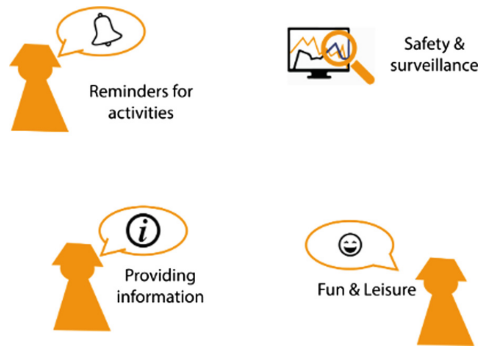 Reminders for
activities
Safety &
surveillance
i
Providing
information
Fun & Leisure